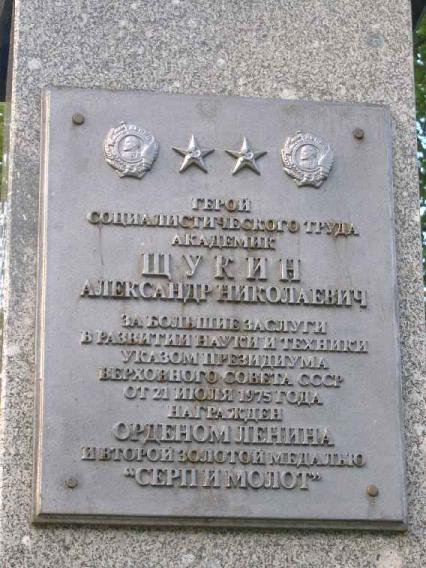 ГЕРОЙ
СОЦИАЛИСТИЧЕСКОГО ТРУДА
АКАДЕМИК
ЩУКИН
АЛЕКСАНДР НИКОЛАЕВИЧ
ЗА БОЛЬШИЕ ЗАСЛУГИ
В РАЗВИТИИ НАУКИ И ТЕХНИКИ
УКАЗОМ ПРЕЗИДИУМА
ВЕРХОВНОГО СОВЕТА СССР
ОТ 21 ИЮЛЯ 1975 ГОДА
НАГРАЖДЕН
ОРДЕНОМ ЛЕНИНА
И ВТОРОЙ ЗОЛОТОЙ МЕДАЛЬЮ
"СЕРП И МОЛОТ"